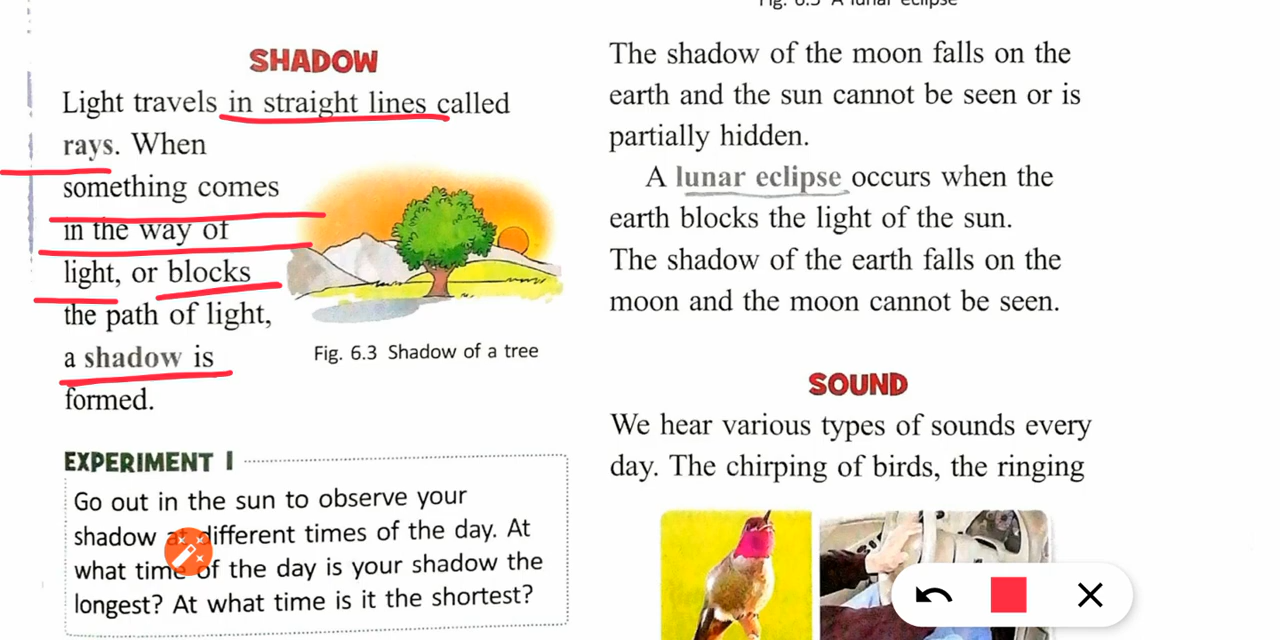 SHADOW
Light travels in straight lines called
rays. When
something comes
in the way of
light, or blocks
the path of light,
a shadow is
formed.
Fig. 6.3 Shadow of a tree
EXPERIMENT 1
Go out in the sun to observe your
shadow at different times of the day. At
what time of the day is your shadow the
longest? At what time is it the shortest?
Fig. 6.5 A lunar eclipse
The shadow of the moon falls on the
earth and the sun cannot be seen or is
partially hidden.
A lunar eclipse occurs when the
earth blocks the light of the sun.
The shadow of the earth falls on the
moon and the moon cannot be seen.
SOUND
We hear various types of sounds every
day. The chirping of birds, the ringing